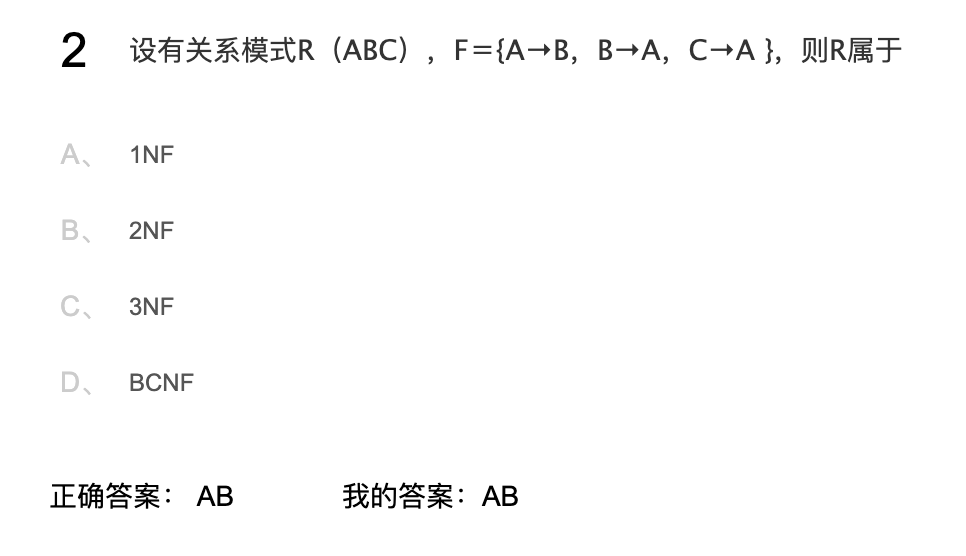 2 设有关系模式R（ABC），F＝{A→B，B→A，C→A }，则R属于
A、 1NF
B、 2NF
C、 3NF
D、 BCNF
正确答案： AB 我的答案：AB